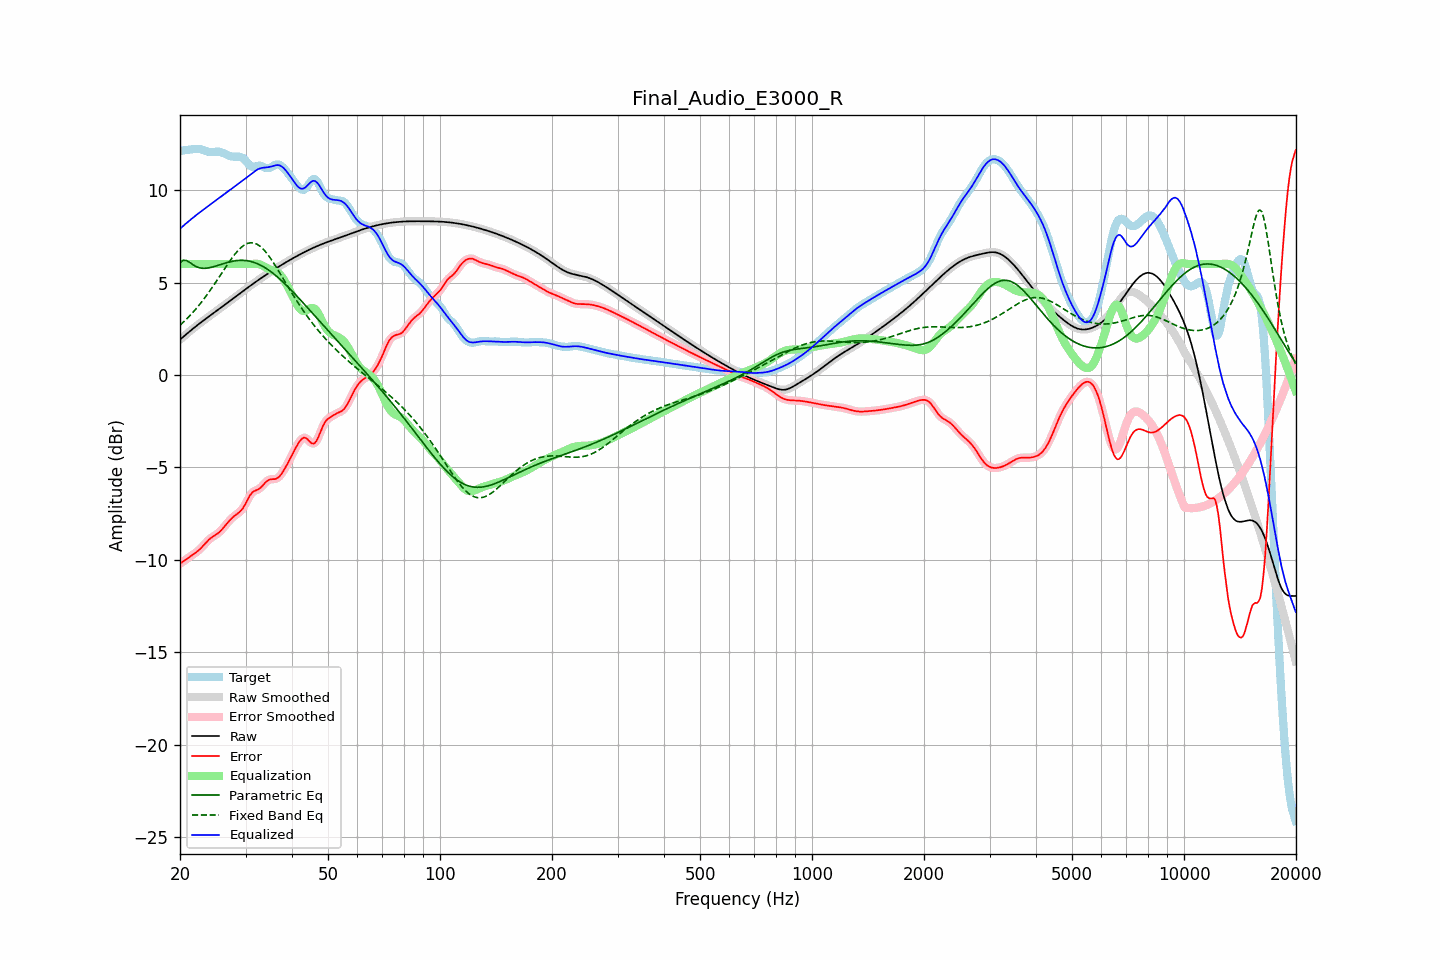 Final_Audio_E3000_R
Amplitude (dBr)
10
5
0
−5
−10
−15
−20
−25
Target
Raw Smoothed
Error Smoothed
Raw
Error
Equalization
Parametric Eq
Fixed Band Eq
Equalized
20
50
100
200
500
1000
2000
5000
10000
20000
Frequency (Hz)